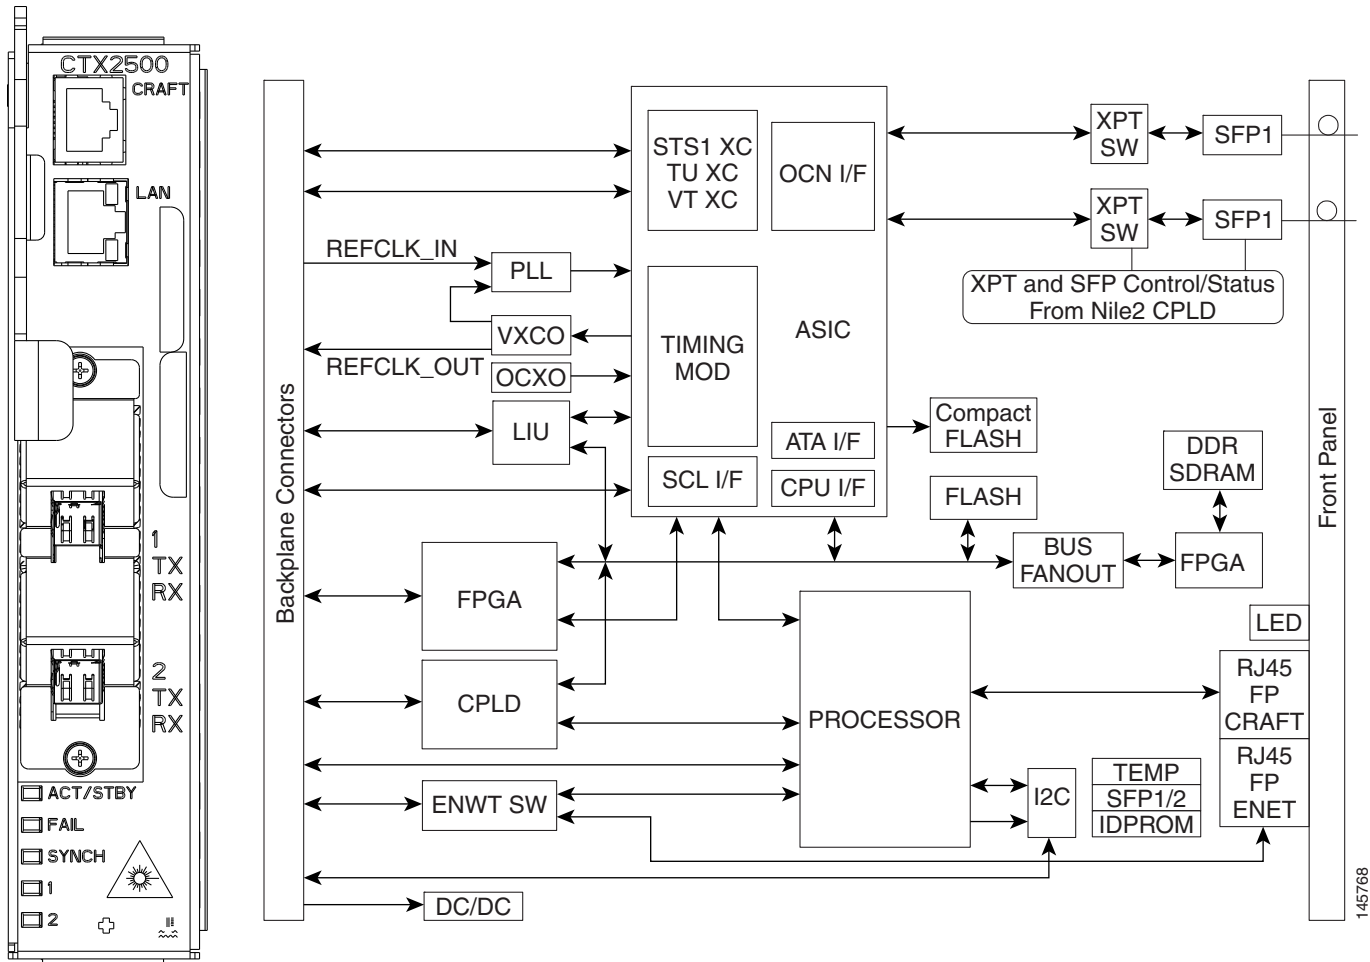 CTX2500
CRAFT
LAN
1
TX
RX
2
TX
RX
ACT/STBY
FAIL
SYNCH
1
2
Backplane Connectors
STS1 XC
TU XC
VT XC
OCN I/F
XPT
SW
SFP1
XPT
SW
SFP1
XPT and SFP Control/Status
From Nile2 CPLD
REFCLK_IN
PLL
VXCO
REFCLK_OUT
OCXO
LIU
TIMING
MOD
ASIC
ATA I/F
SCL I/F
CPU I/F
Compact
FLASH
FLASH
DDR
SDRAM
BUS
FANOUT
FPGA
FPGA
CPLD
ENWT SW
DC/DC
PROCESSOR
I2C
TEMP
SFP1/2
IDPROM
LED
RJ45
FP
CRAFT
RJ45
FP
ENET
Front Panel
145768